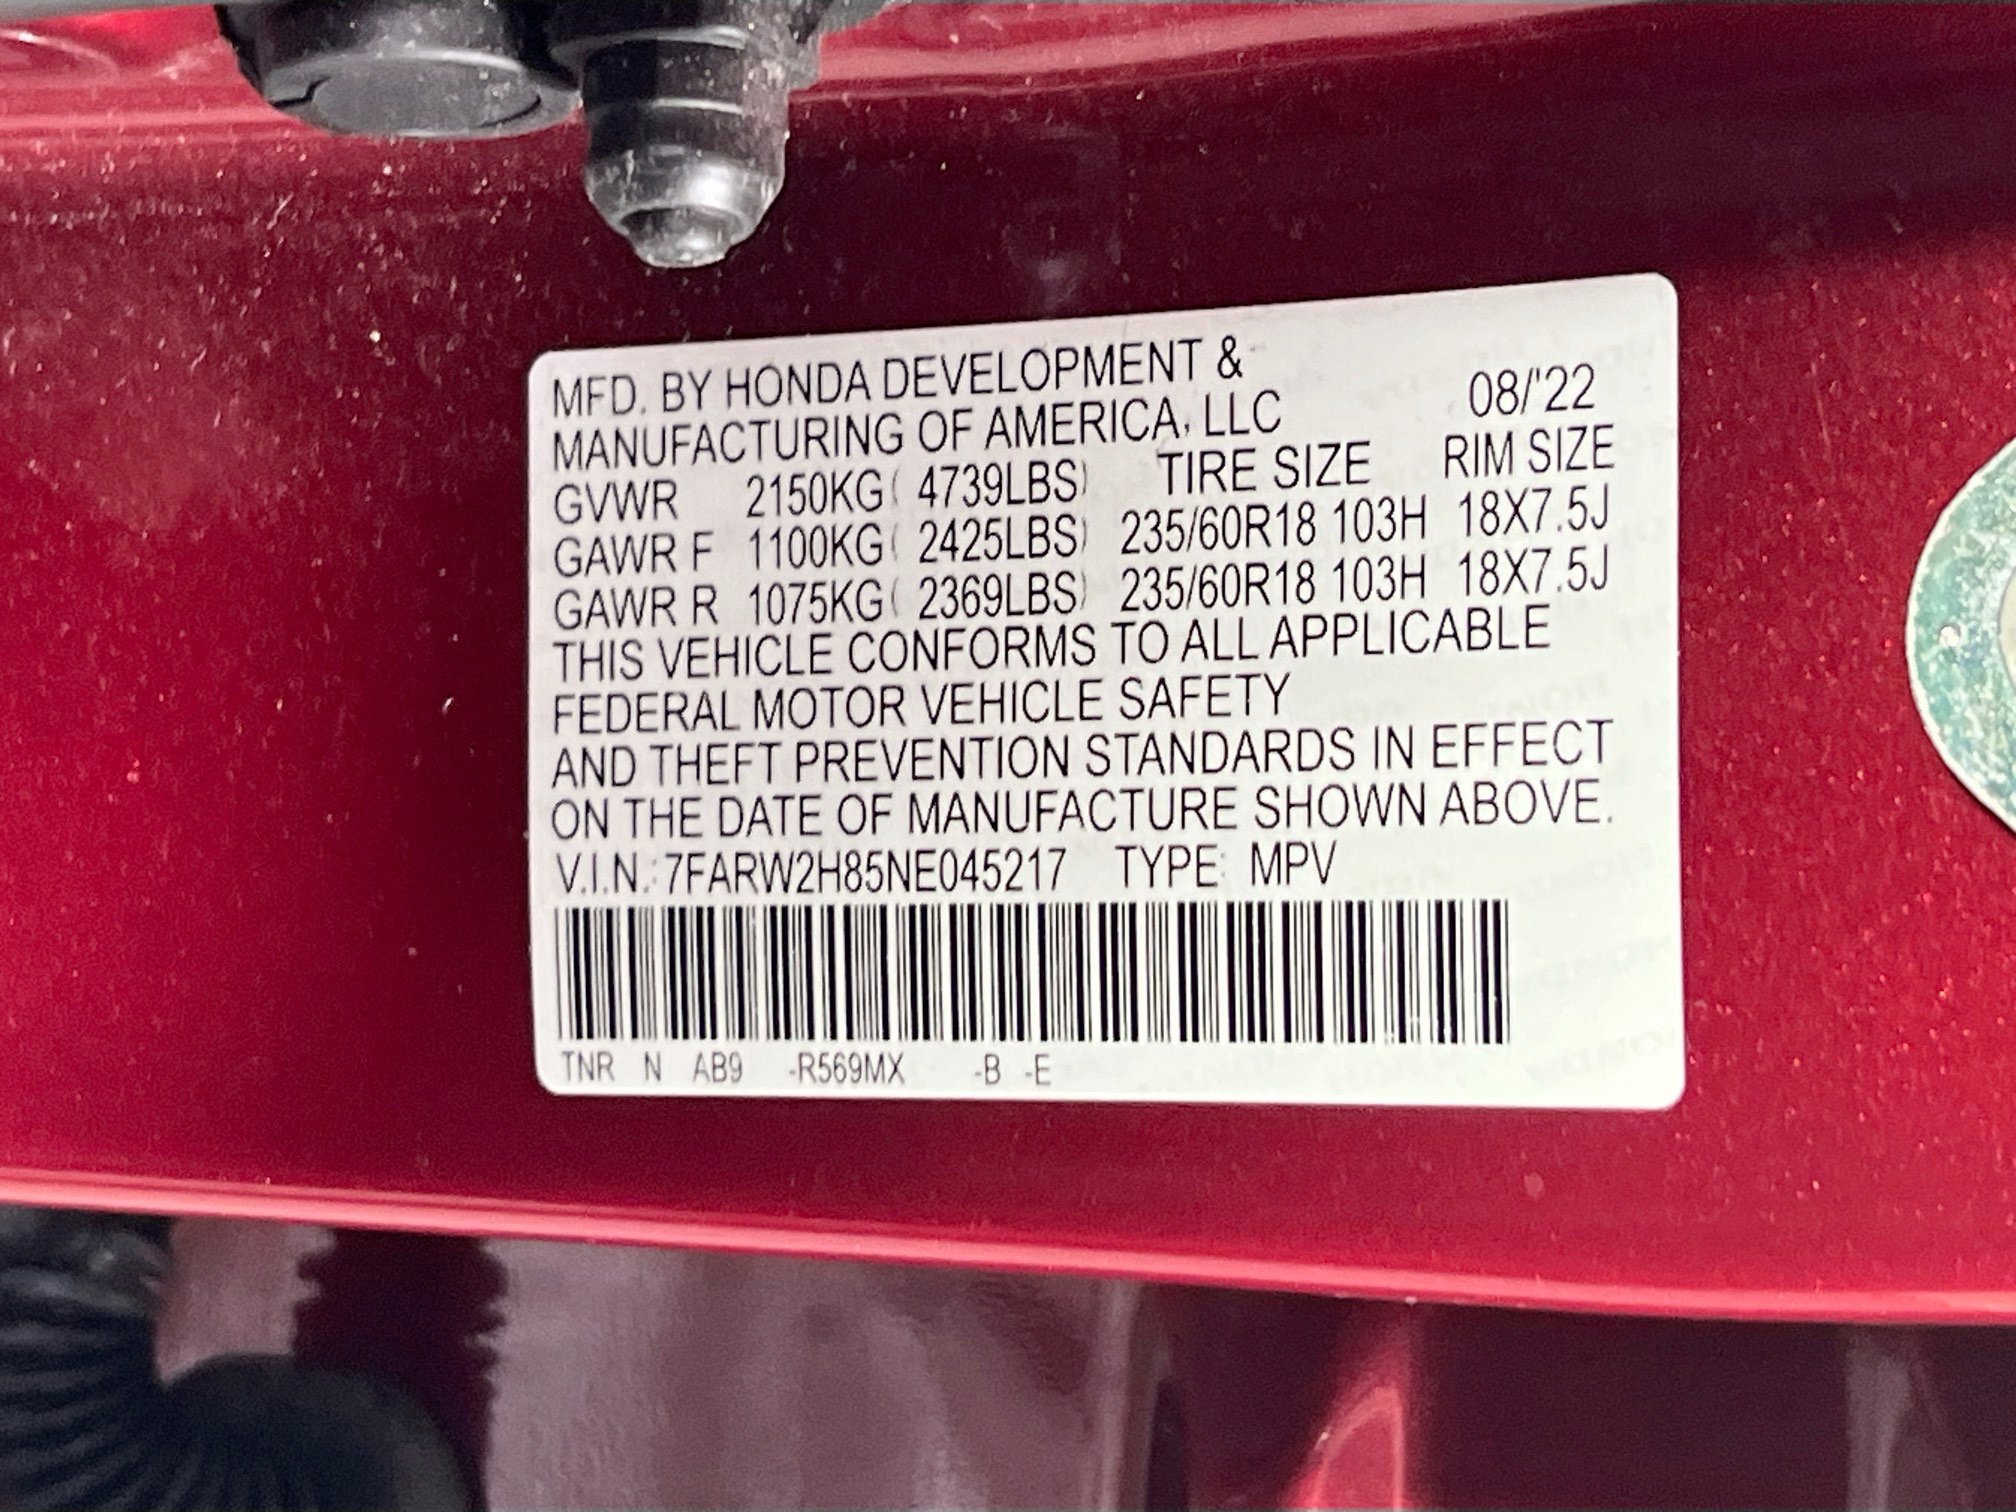 MFD. BY HONDA DEVELOPMENT &
MANUFACTURING OF AMERICA, LLC 08/'22
GVWR 2150KG( 4739LBS) TIRE SIZE RIM SIZE
GAWR F 1100KG( 2425LBS) 235/60R18 103H 18X7.5J
GAWR R 1075KG( 2369LBS) 235/60R18 103H 18X7.5J
THIS VEHICLE CONFORMS TO ALL APPLICABLE
FEDERAL MOTOR VEHICLE SAFETY
AND THEFT PREVENTION STANDARDS IN EFFECT
ON THE DATE OF MANUFACTURE SHOWN ABOVE.
V.I.N.: 7FARW2H85NE045217 TYPE: MPV
TNR N AB9 -R569MX -B -E